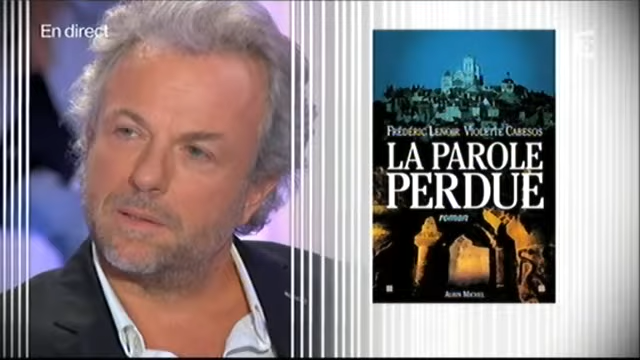 En direct
FRÉDÉRIC LENOIR VIOLETTE CABESOS
LA PAROLE
PERDUE
roman
ALBIN MICHEL